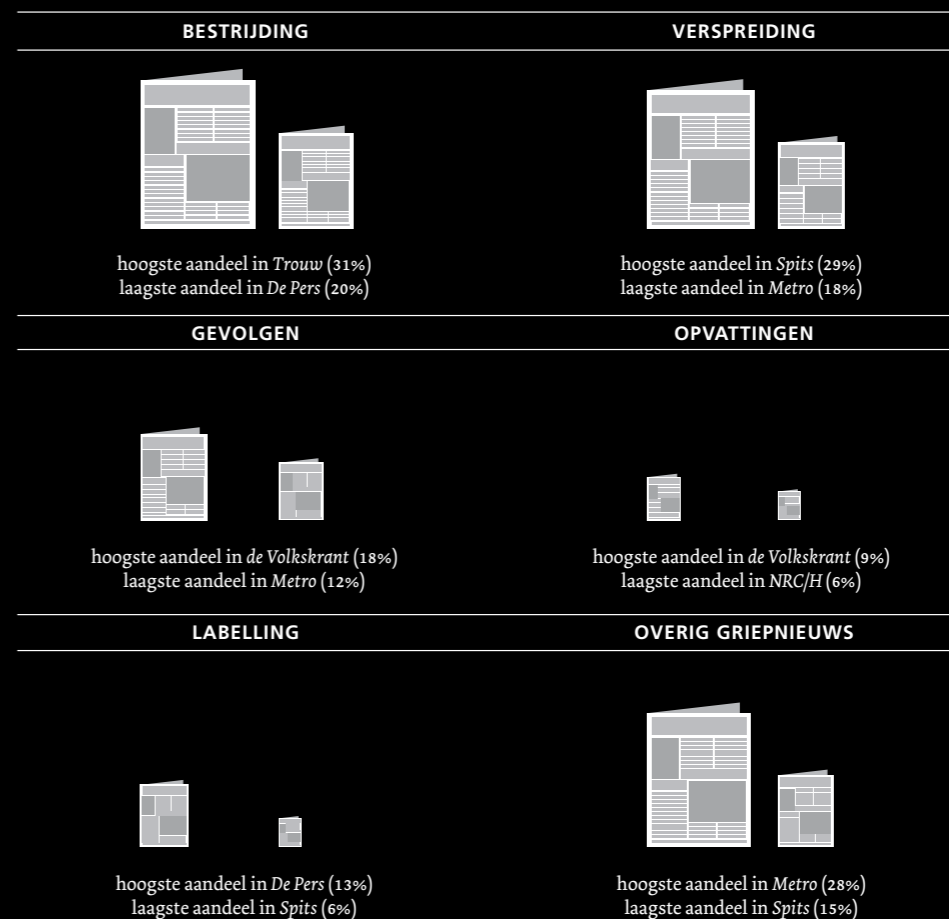 BESTRIJDING
hoogste aandeel in Trouw (31%)
laagste aandeel in De Pers (20%)
VERSPREIDING
hoogste aandeel in Spits (29%)
laagste aandeel in Metro (18%)
GEVOLGEN
hoogste aandeel in de Volkskrant (18%)
laagste aandeel in Metro (12%)
OPVATTINGEN
hoogste aandeel in de Volkskrant (9%)
laagste aandeel in NRC/H (6%)
LABELLING
hoogste aandeel in De Pers (13%)
laagste aandeel in Spits (6%)
OVERIG GRIEPNIEUWS
hoogste aandeel in Metro (28%)
laagste aandeel in Spits (15%)